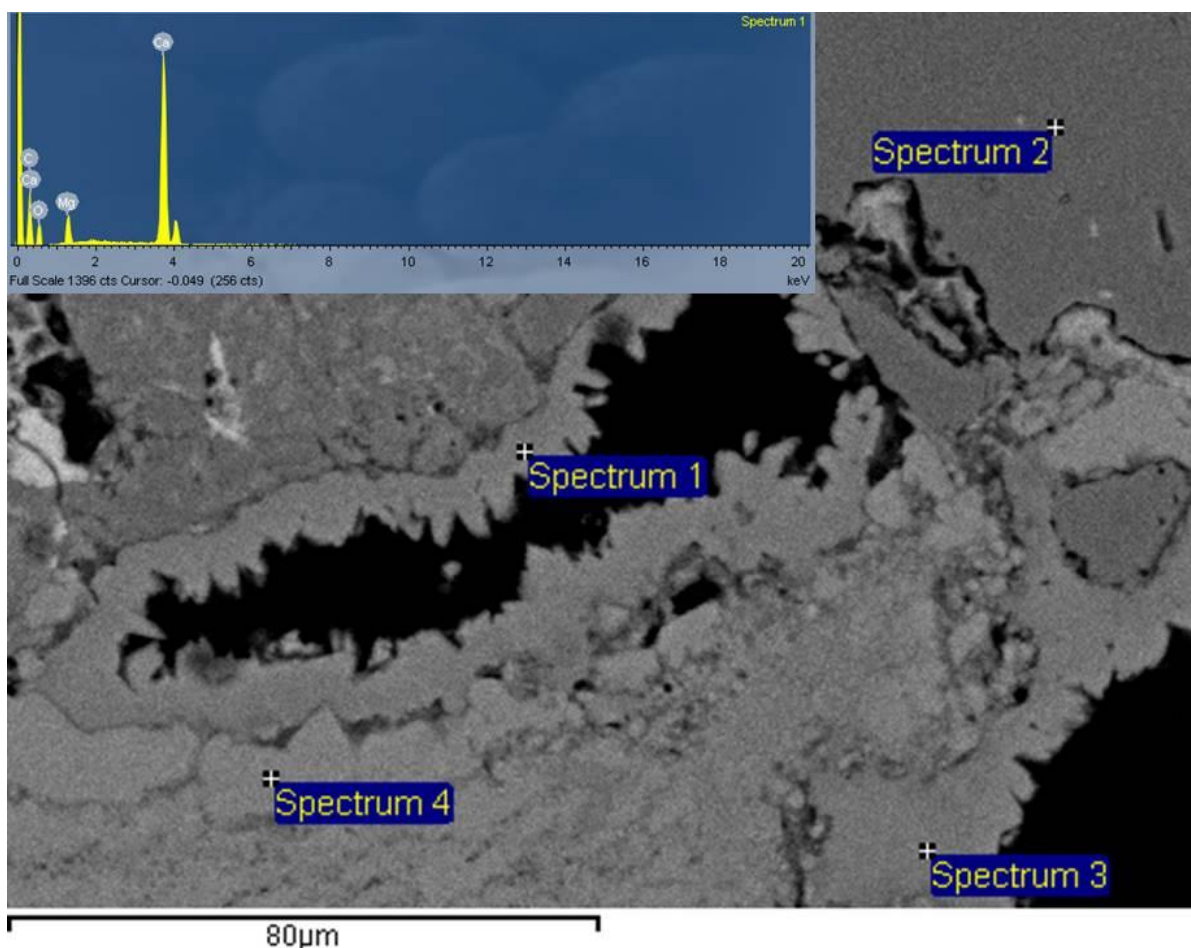 Spectrum 1
Ca
C
Ca
O
Mg
0 2 4 6 8 10 12 14 16 18 20
Full Scale 1396 cts Cursor: -0.049 (256 cts) keV
Spectrum 2
Spectrum 1
Spectrum 4
Spectrum 3
80µm